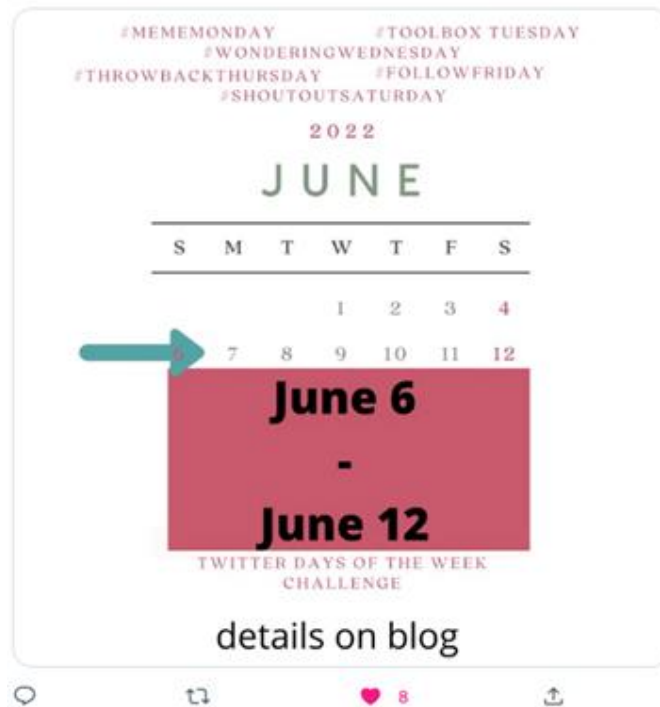 #MEMEMONDAY #TOOLBOX TUESDAY
#WONDERINGWEDNESDAY
#THROWBACKTHURSDAY #FOLLOWFRIDAY
#SHOUTOUTSATURDAY
2022
JUNE
S M T W T F S
1 2 3 4
6 7 8 9 10 11 12
June 6
-
June 12
TWITTER DAYS OF THE WEEK
CHALLENGE
details on blog
8